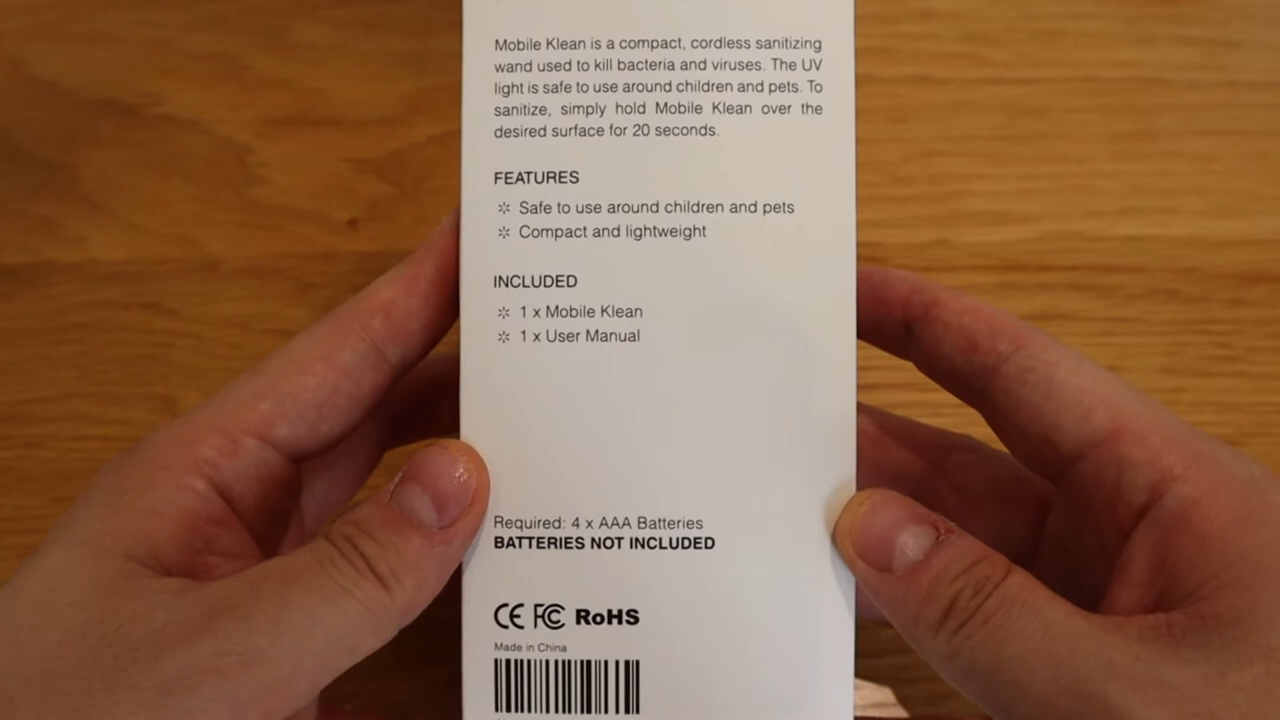 Mobile Klean is a compact, cordless sanitizing
wand used to kill bacteria and viruses. The UV
light is safe to use around children and pets. To
sanitize, simply hold Mobile Klean over the
desired surface for 20 seconds.
FEATURES
Safe to use around children and pets
Compact and lightweight
INCLUDED
1 x Mobile Klean
1 x User Manual
Required: 4 x AAA Batteries
BATTERIES NOT INCLUDED
CE FC RoHS
Made in China